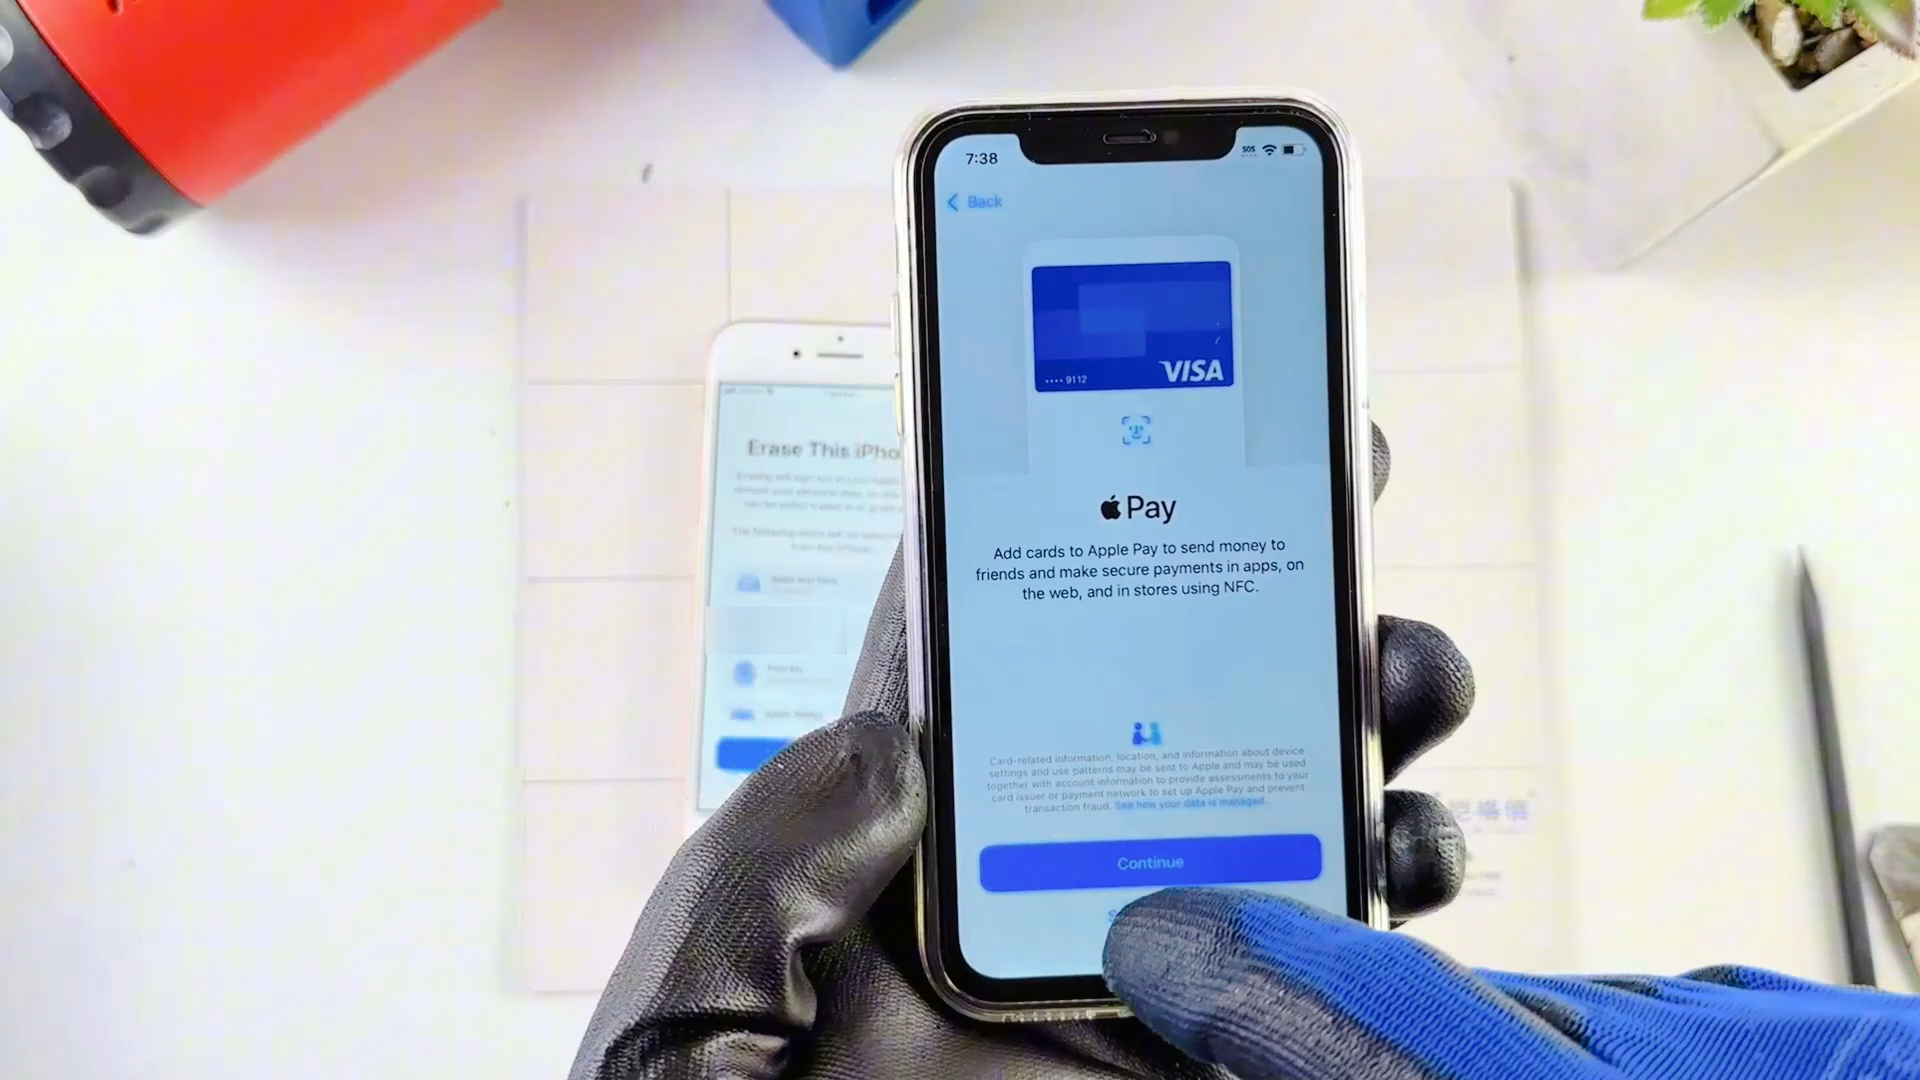 7:38
SOS
Back
•••• 9112
VISA
Pay
Add cards to Apple Pay to send money to
friends and make secure payments in apps, on
the web, and in stores using NFC.
Card-related information, location, and information about device
settings and use patterns may be sent to Apple and may be used
together with account information to provide assessments to your
card issuer or payment network to set up Apple Pay and prevent
transaction fraud. See how your data is managed...
Continue
Erase This iPho